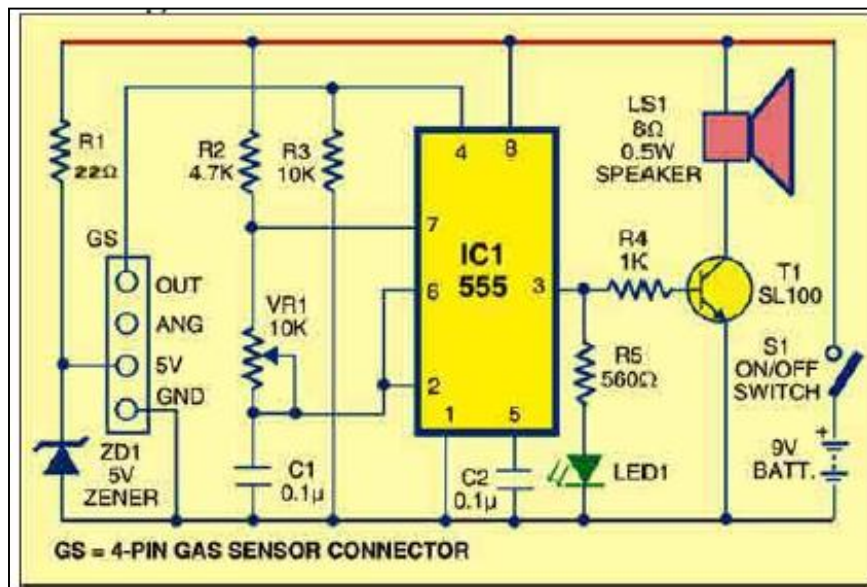 R1
22Ω
R2
4.7K
R3
10K
4
8
LS1
8Ω
0.5W
SPEAKER
GS
OUT
ANG
5V
GND
7
6
2
IC1
555
3
1
5
VR1
10K
R4
1K
T1
SL100
R5
560Ω
S1
ON/OFF
SWITCH
ZD1
5V
ZENER
C1
0.1µ
C2
0.1µ
LED1
+
9V
BATT.
GS = 4-PIN GAS SENSOR CONNECTOR